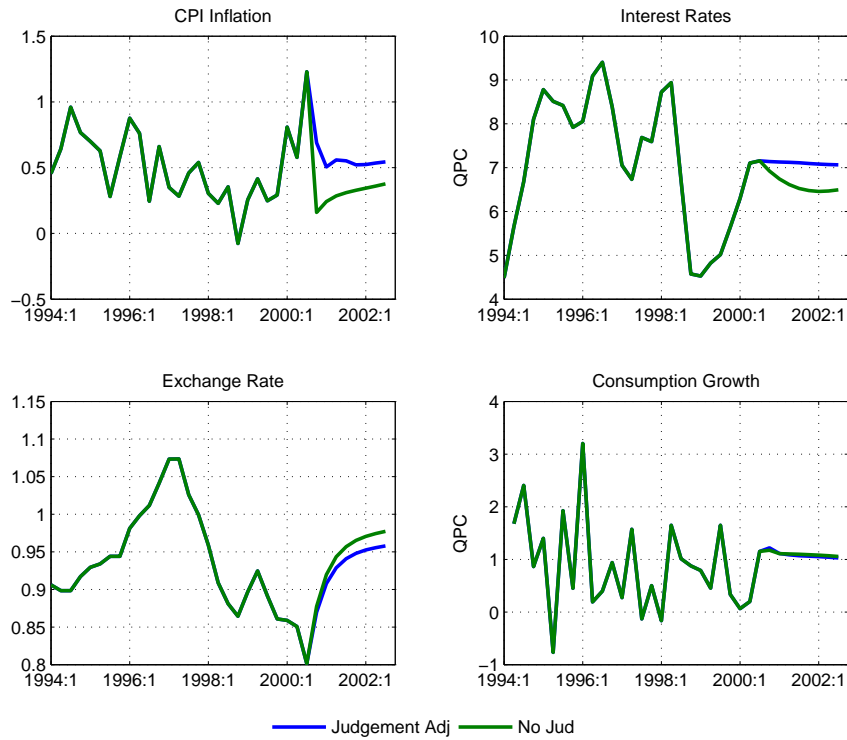 CPI Inflation
1.5
1
0.5
0
−0.5
1994:1 1996:1 1998:1 2000:1 2002:1
Interest Rates
QPC
10
9
8
7
6
5
4
1994:1 1996:1 1998:1 2000:1 2002:1
Exchange Rate
1.15
1.1
1.05
1
0.95
0.9
0.85
0.8
1994:1 1996:1 1998:1 2000:1 2002:1
Consumption Growth
QPC
4
3
2
1
0
−1
1994:1 1996:1 1998:1 2000:1 2002:1
Judgement Adj No Jud